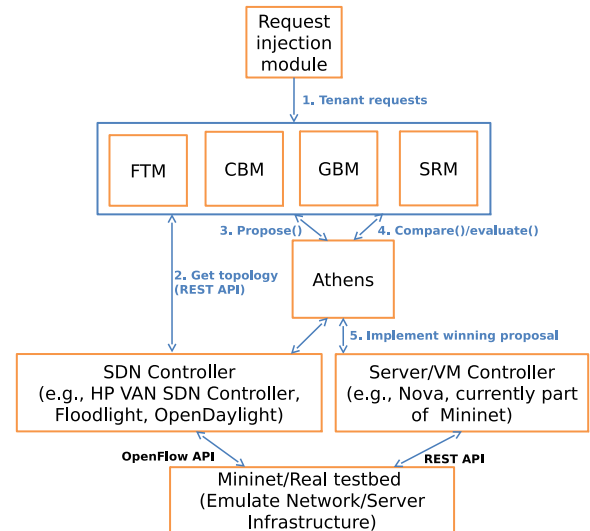 Request
injection
module
1. Tenant requests
FTM
CBM
GBM
SRM
3. Propose()
4. Compare()/evaluate()
2. Get topology
(REST API)
Athens
5. Implement winning proposal
SDN Controller
(e.g., HP VAN SDN Controller,
Floodlight, OpenDaylight)
Server/VM Controller
(e.g., Nova, currently part
of Mininet)
OpenFlow API
REST API
Mininet/Real testbed
(Emulate Network/Server
Infrastructure)